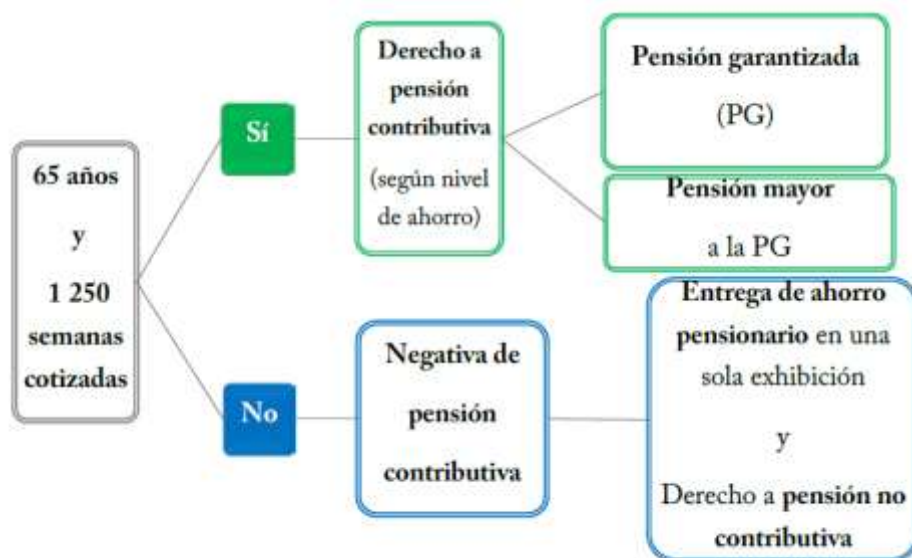 65 años
y
1 250
semanas
cotizadas
Sí
Derecho a
pensión
contributiva
(según nivel
de ahorro)
Pensión garantizada
(PG)
Pensión mayor
a la PG
No
Negativa de
pensión
contributiva
Entrega de ahorro
pensionario en una
sola exhibición
y
Derecho a pensión no
contributiva